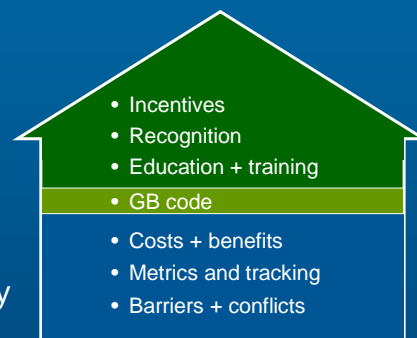 • Incentives
• Recognition
• Education + training
• GB code
• Costs + benefits
• Metrics and tracking
y
• Barriers + conflicts